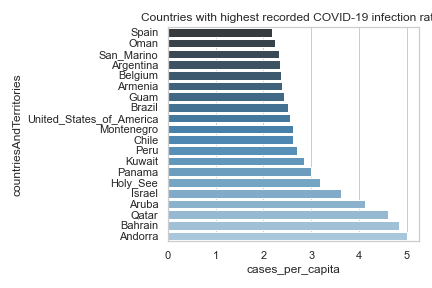 Countries with highest recorded COVID-19 infection rat
countriesAndTerritories
Spain
Oman
San_Marino
Argentina
Belgium
Armenia
Guam
Brazil
United_States_of_America
Montenegro
Chile
Peru
Kuwait
Panama
Holy_See
Israel
Aruba
Qatar
Bahrain
Andorra
0 1 2 3 4 5
cases_per_capita